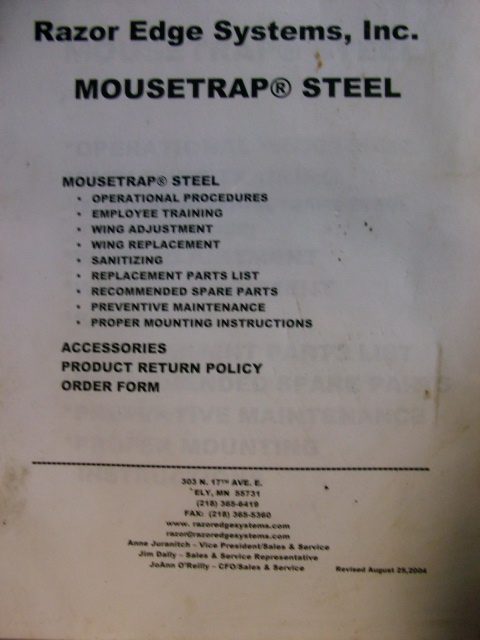 Razor Edge Systems, Inc.
MOUSETRAP® STEEL
MOUSETRAP® STEEL
• OPERATIONAL PROCEDURES
• EMPLOYEE TRAINING
• WING ADJUSTMENT
• WING REPLACEMENT
• SANITIZING
• REPLACEMENT PARTS LIST
• RECOMMENDED SPARE PARTS
• PREVENTIVE MAINTENANCE
• PROPER MOUNTING INSTRUCTIONS
ACCESSORIES
PRODUCT RETURN POLICY
ORDER FORM
303 N. 17TH AVE. E.
ELY, MN 55731
(218) 365-6419
FAX: (218) 365-5360
www. razoredgesystems.com
razor@razoredgesystems.com
Anne Juranitch – Vice President/Sales & Service
Jim Dally – Sales & Service Representative
JoAnn O'Reilly – CFO/Sales & Service Revised August 25,2004